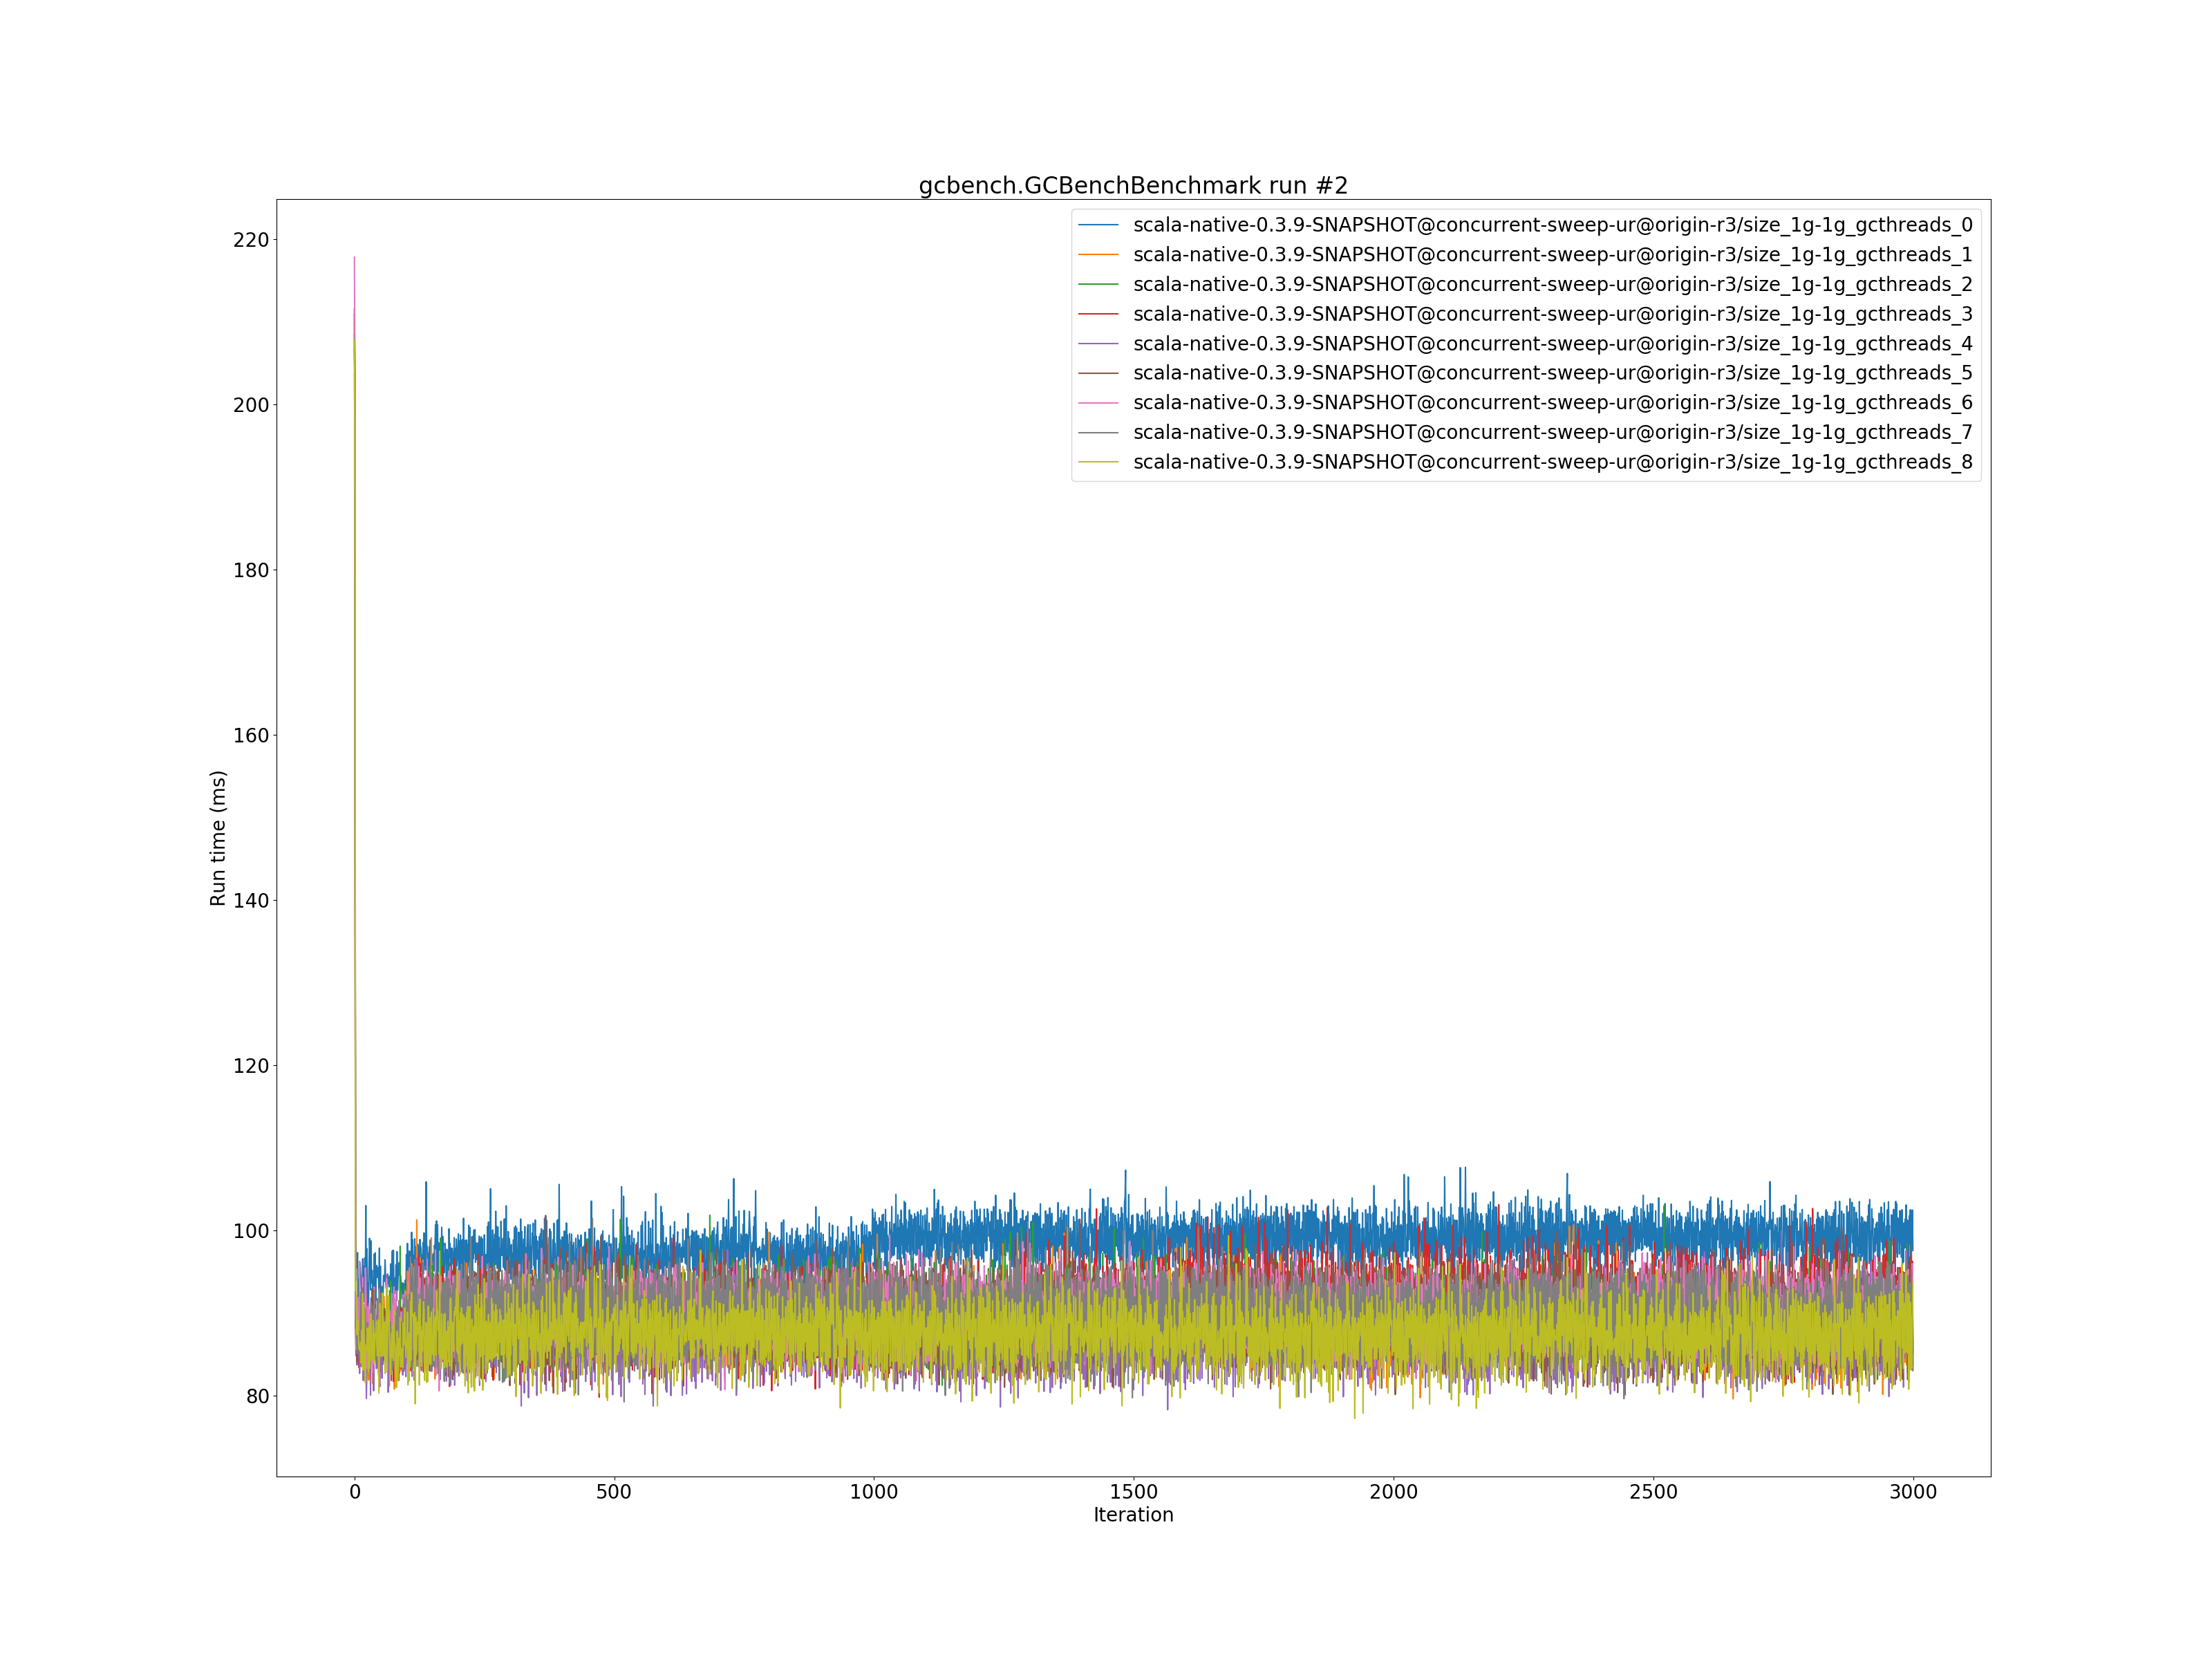 gcbench.GCBenchBenchmark run #2
220
200
180
160
140
120
100
80
Run time (ms)
scala-native-0.3.9-SNAPSHOT@concurrent-sweep-ur@origin-r3/size_1g-1g_gcthreads_0
scala-native-0.3.9-SNAPSHOT@concurrent-sweep-ur@origin-r3/size_1g-1g_gcthreads_1
scala-native-0.3.9-SNAPSHOT@concurrent-sweep-ur@origin-r3/size_1g-1g_gcthreads_2
scala-native-0.3.9-SNAPSHOT@concurrent-sweep-ur@origin-r3/size_1g-1g_gcthreads_3
scala-native-0.3.9-SNAPSHOT@concurrent-sweep-ur@origin-r3/size_1g-1g_gcthreads_4
scala-native-0.3.9-SNAPSHOT@concurrent-sweep-ur@origin-r3/size_1g-1g_gcthreads_5
scala-native-0.3.9-SNAPSHOT@concurrent-sweep-ur@origin-r3/size_1g-1g_gcthreads_6
scala-native-0.3.9-SNAPSHOT@concurrent-sweep-ur@origin-r3/size_1g-1g_gcthreads_7
scala-native-0.3.9-SNAPSHOT@concurrent-sweep-ur@origin-r3/size_1g-1g_gcthreads_8
0 500 1000 1500 2000 2500 3000
Iteration